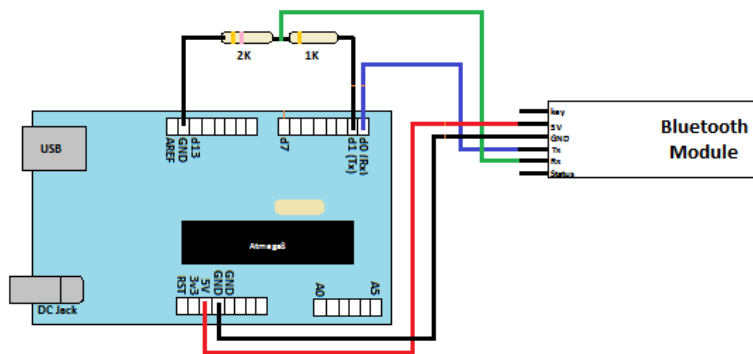 2K
1K
USB
AREF
GND
d13
d7
d1 (Tx)
d0 (Rx)
key
5V
GND
Tx
Rx
Status
Bluetooth
Module
Atmega8
DC Jack
RST
3v3
5V
GND
GND
A0
A5